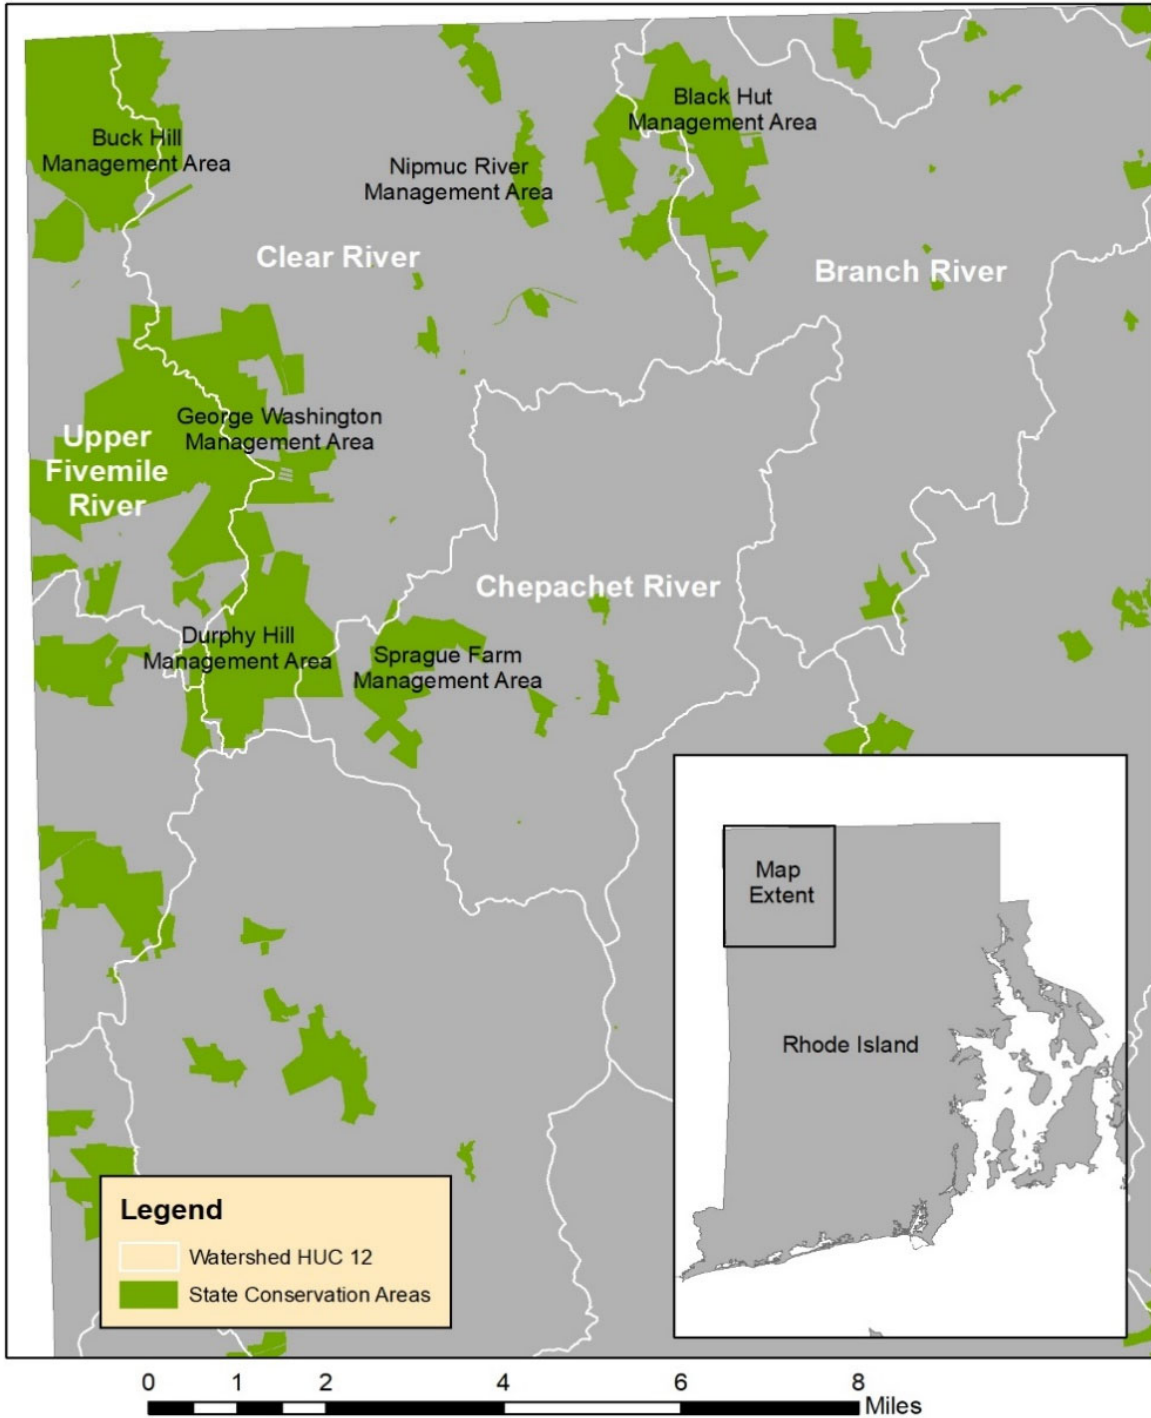 Black Hut
Management Area
Buck Hill
Management Area
Nipmuc River
Management Area
Clear River
Branch River
George Washington
Management Area
Upper
Fivemile
River
Chepachet River
Durphy Hill
Management Area
Sprague Farm
Management Area
Map
Extent
Rhode Island
Legend
Watershed HUC 12
State Conservation Areas
0 1 2 4 6 8
Miles